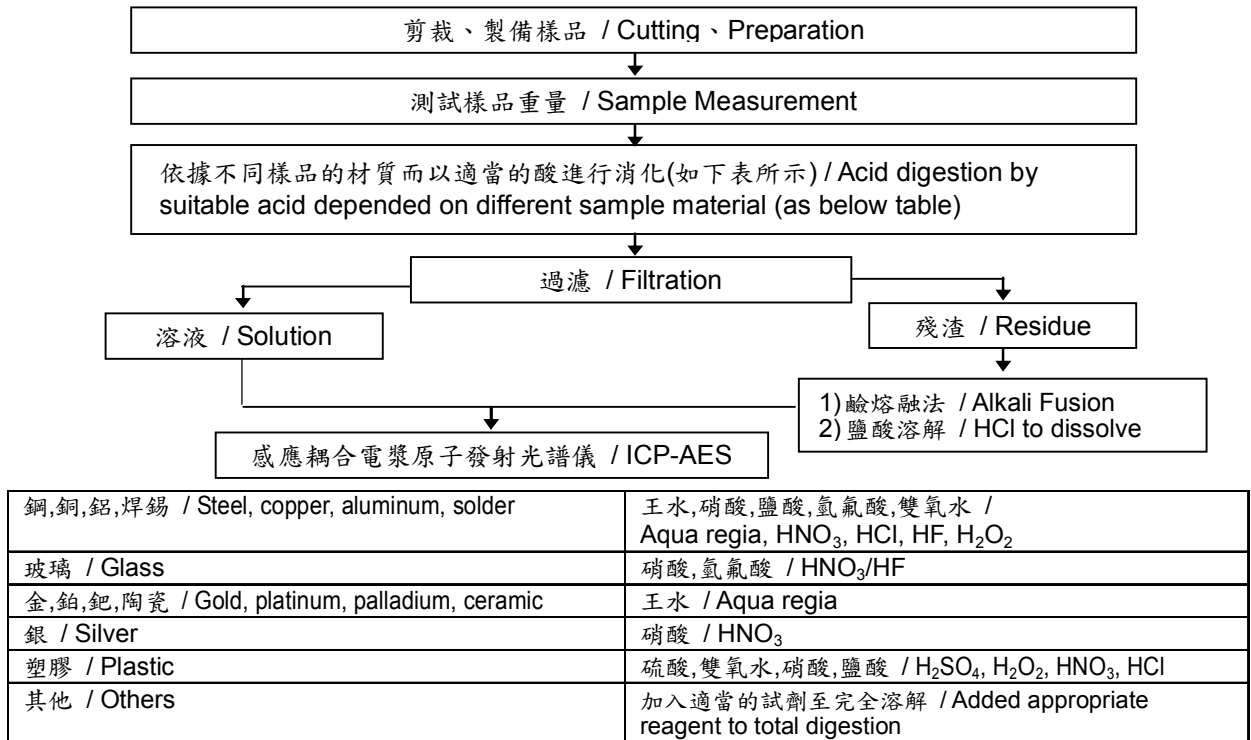 剪裁、製備樣品 / Cutting、Preparation
測試樣品重量 / Sample Measurement
依據不同樣品的材質而以適當的酸進行消化(如下表所示) / Acid digestion by
suitable acid depended on different sample material (as below table)
過濾 / Filtration
溶液 / Solution
殘渣 / Residue
1)鹼熔融法 / Alkali Fusion
2)鹽酸溶解 / HCl to dissolve
感應耦合電漿原子發射光譜儀 / ICP-AES
鋼,銅,鋁,焊錫 / Steel, copper, aluminum, solder
王水,硝酸,鹽酸,氫氟酸,雙氧水 /
Aqua regia, HNO₃, HCl, HF, H₂O₂
玻璃 / Glass
硝酸,氫氟酸 / HNO₃/HF
金,鉑,鈀,陶瓷 / Gold, platinum, palladium, ceramic
王水 / Aqua regia
銀 / Silver
硝酸 / HNO₃
塑膠 / Plastic
硫酸,雙氧水,硝酸,鹽酸 / H₂SO₄, H₂O₂, HNO₃, HCl
其他 / Others
加入適當的試劑至完全溶解 / Added appropriate
reagent to total digestion